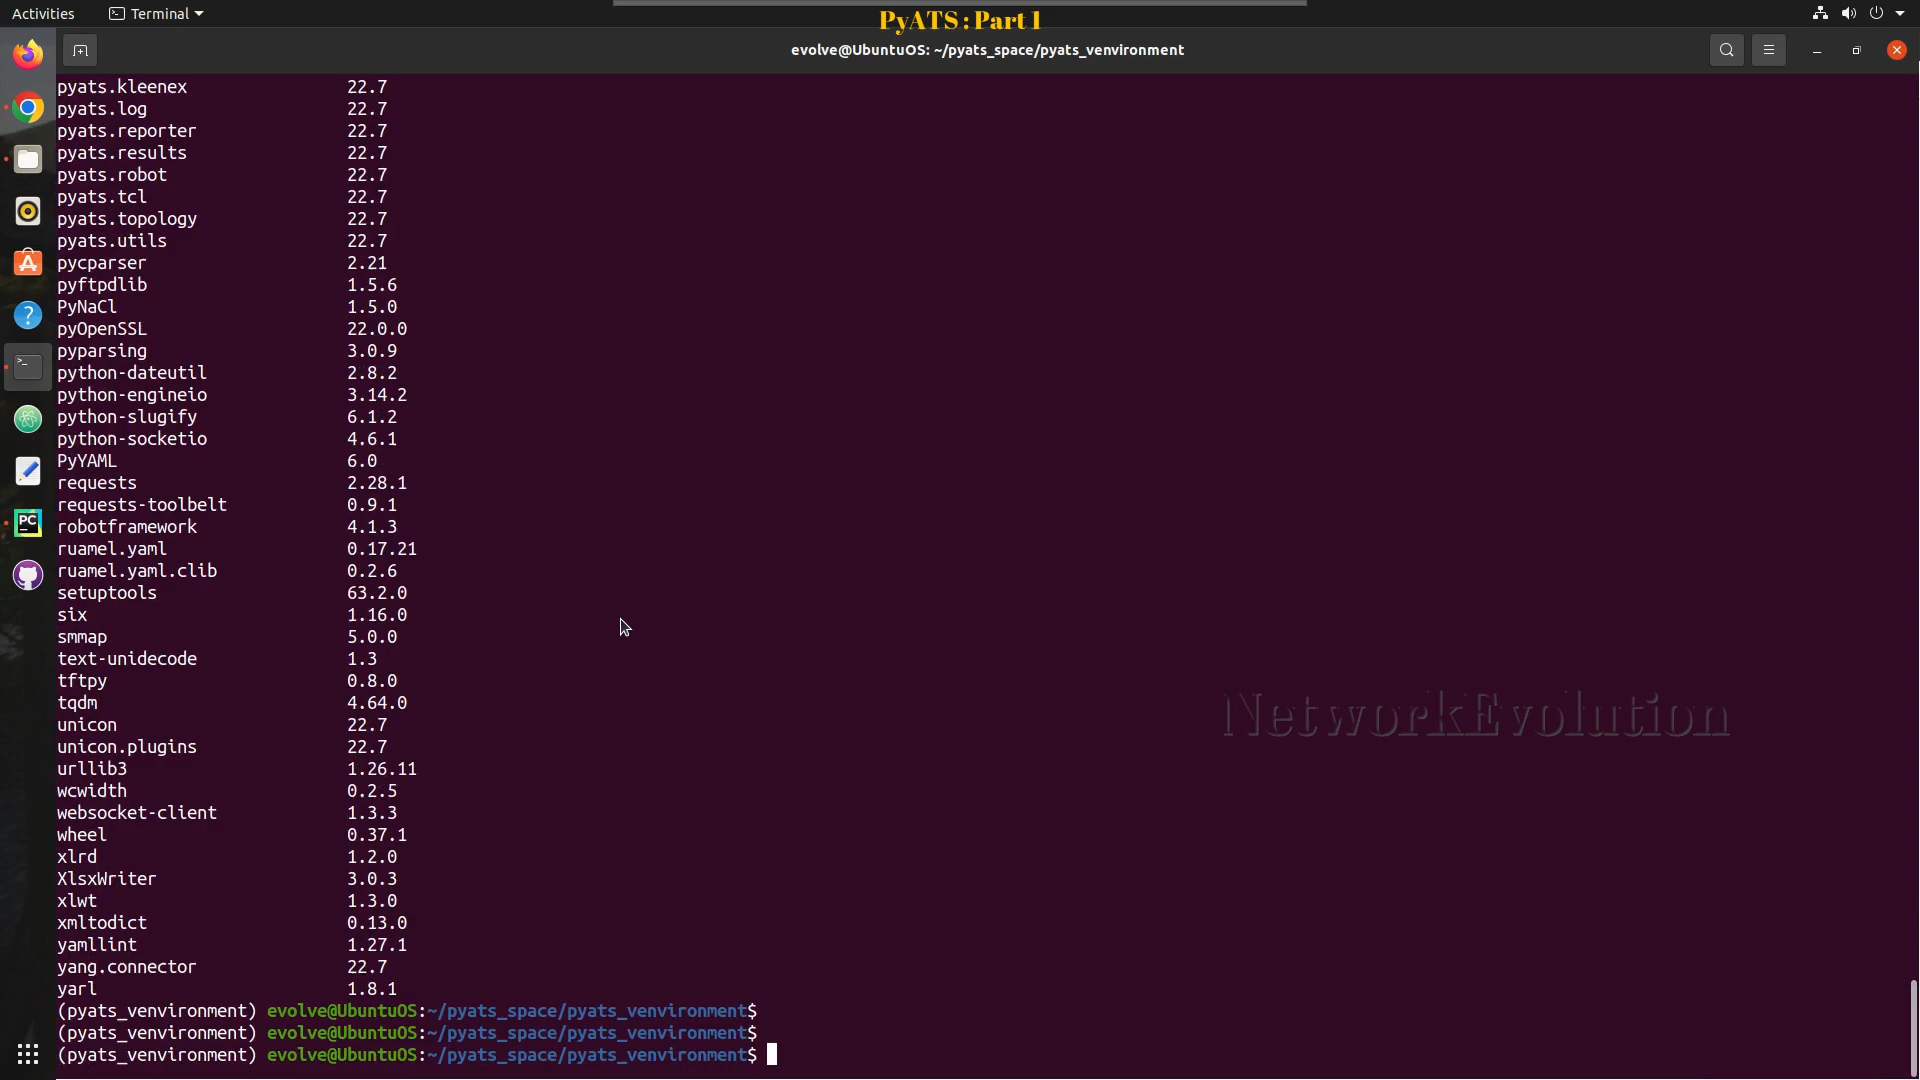 Activities Terminal
PyATS : Part 1
evolve@UbuntuOS: ~/pyats_space/pyats_venvironment
pyats.kleenex 22.7
pyats.log 22.7
pyats.reporter 22.7
pyats.results 22.7
pyats.robot 22.7
pyats.tcl 22.7
pyats.topology 22.7
pyats.utils 22.7
pycparser 2.21
pyftpdlib 1.5.6
PyNaCl 1.5.0
pyOpenSSL 22.0.0
pyparsing 3.0.9
python-dateutil 2.8.2
python-engineio 3.14.2
python-slugify 6.1.2
python-socketio 4.6.1
PyYAML 6.0
requests 2.28.1
requests-toolbelt 0.9.1
robotframework 4.1.3
ruamel.yaml 0.17.21
ruamel.yaml.clib 0.2.6
setuptools 63.2.0
six 1.16.0
smmap 5.0.0
text-unidecode 1.3
tftpy 0.8.0
tqdm 4.64.0
unicon 22.7
unicon.plugins 22.7
urllib3 1.26.11
wcwidth 0.2.5
websocket-client 1.3.3
wheel 0.37.1
xlrd 1.2.0
XlsxWriter 3.0.3
xlwt 1.3.0
xmltodict 0.13.0
yamllint 1.27.1
yang.connector 22.7
yarl 1.8.1
(pyats_venvironment) evolve@UbuntuOS:~/pyats_space/pyats_venvironment$
(pyats_venvironment) evolve@UbuntuOS:~/pyats_space/pyats_venvironment$
(pyats_venvironment) evolve@UbuntuOS:~/pyats_space/pyats_venvironment$
NetworkEvolution
PC